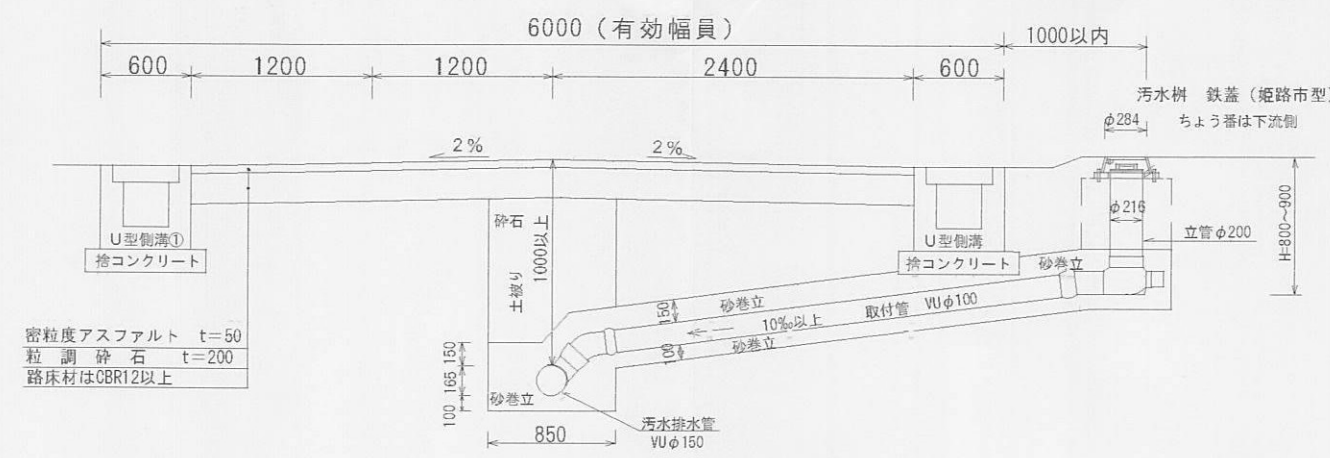 6000（有効幅員）
1000以内
600
1200
1200
2400
600
汚水桝　鉄蓋（姫路市型）
φ284
ちょう番は下流側
2%
2%
砕石
土被り
1000以上
φ216
立管φ200
H=800～900
U型側溝①
捨コンクリート
U型側溝
捨コンクリート
砂巻立
砂巻立
150
取付管　VUφ100
10‰以上
砂巻立
100
密粒度アスファルト　t=50
粒　調　砕　石　t=200
路床材はCBR12以上
150
165
100
砂巻立
汚水排水管
VUφ150
850